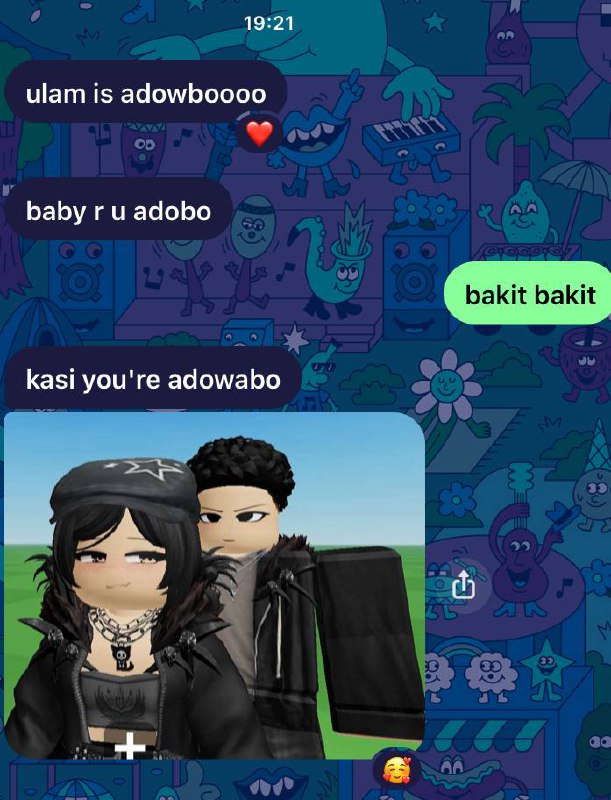 19:21
ulam is adowboooo
baby r u adobo
bakit bakit
kasi you're adowabo